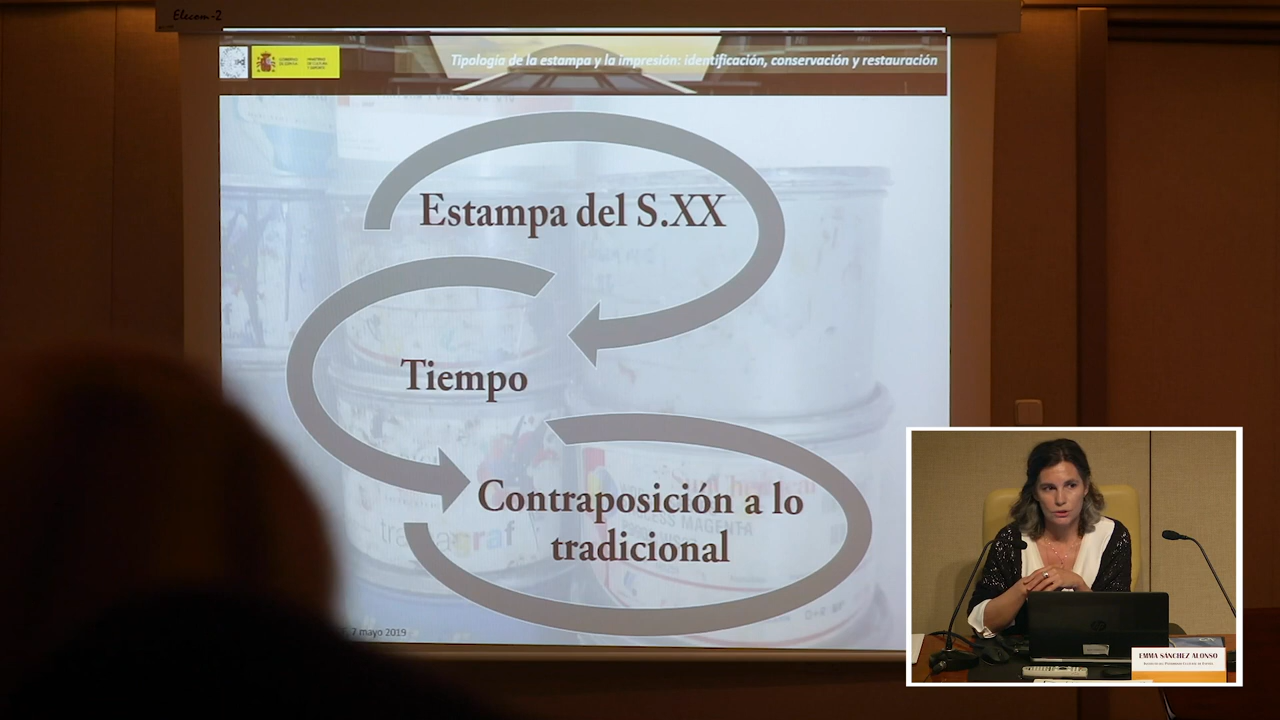 Elecom-2
Tipología de la estampa y la impresión: identificación, conservación y restauración
Estampa del S.XX
Tiempo
Contraposición a lo
tradicional
PROCESS MAGENTA
7 mayo 2019
EMMA SÁNCHEZ ALONSO